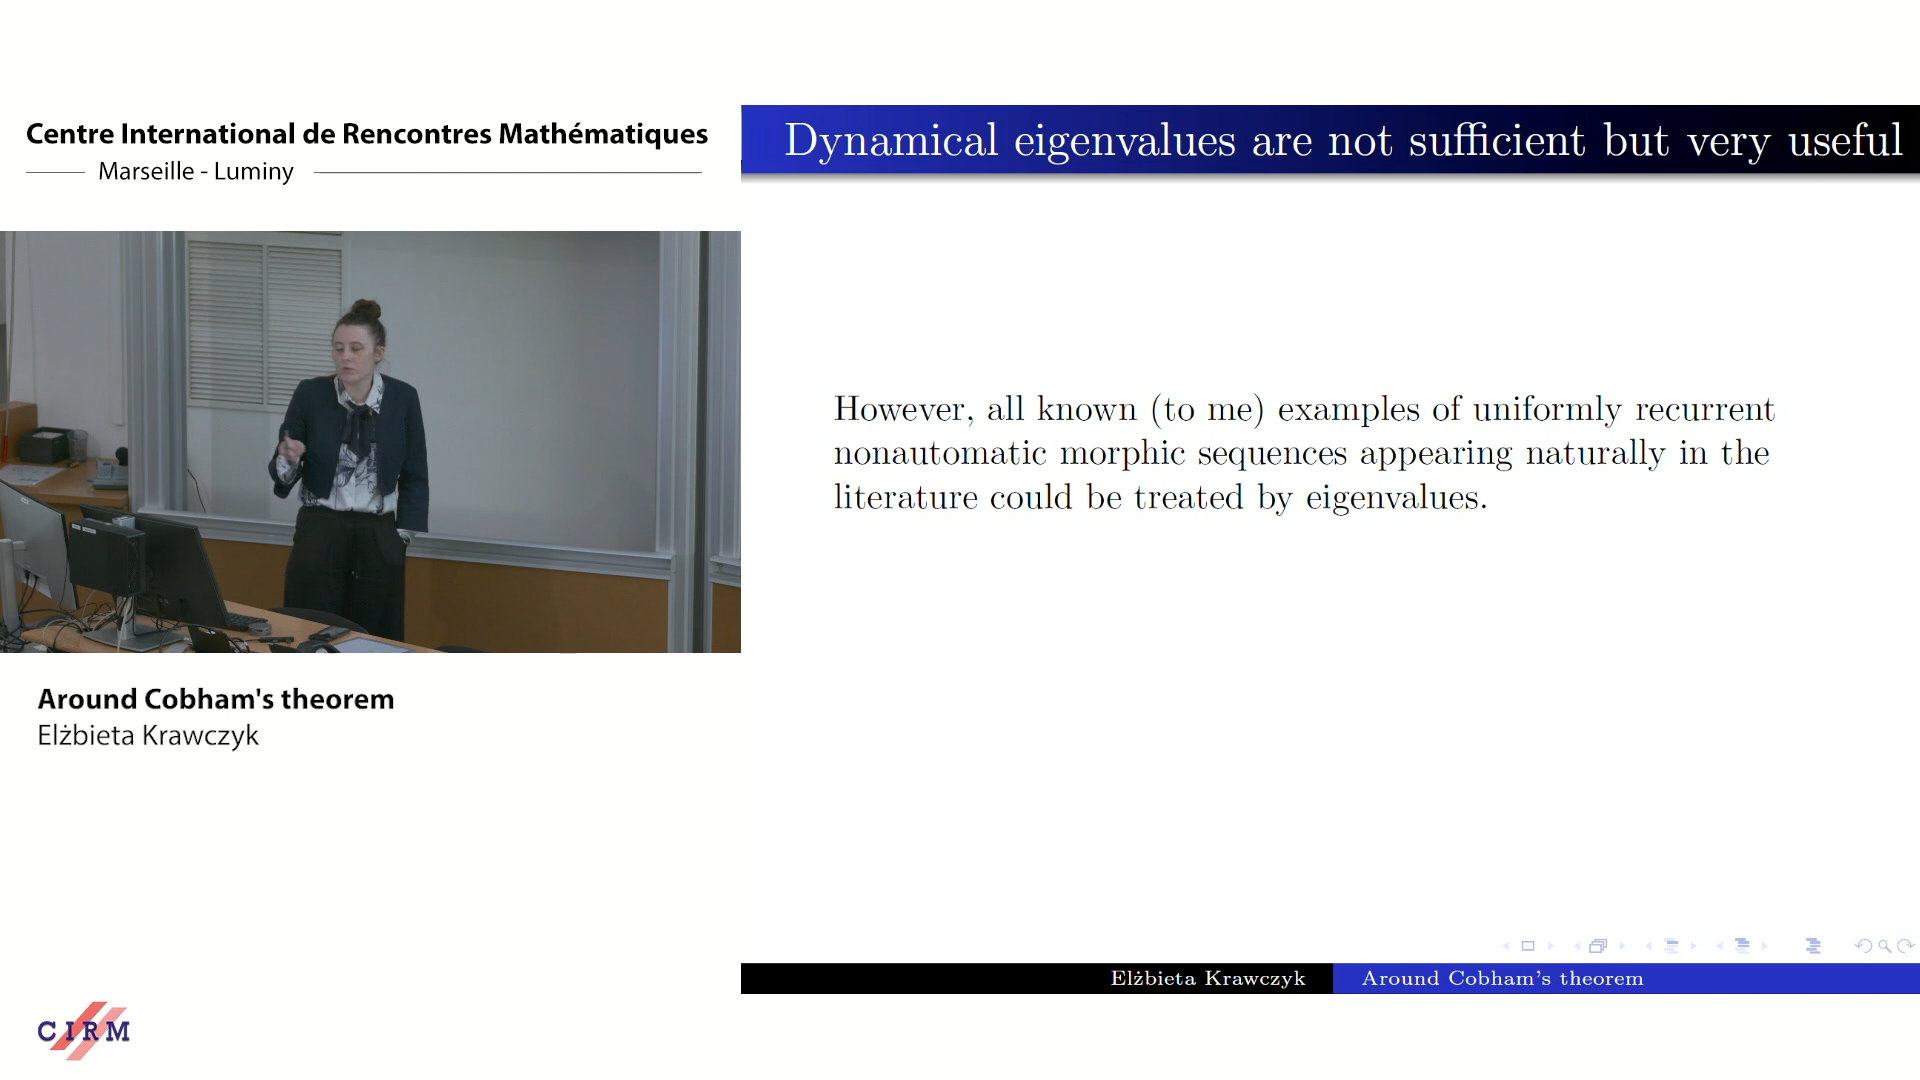 Centre International de Rencontres Mathématiques
Marseille - Luminy
Dynamical eigenvalues are not sufficient but very useful
However, all known (to me) examples of uniformly recurrent
nonautomatic morphic sequences appearing naturally in the
literature could be treated by eigenvalues.
Around Cobham's theorem
Elżbieta Krawczyk
Elżbieta Krawczyk
Around Cobham's theorem
CIRM